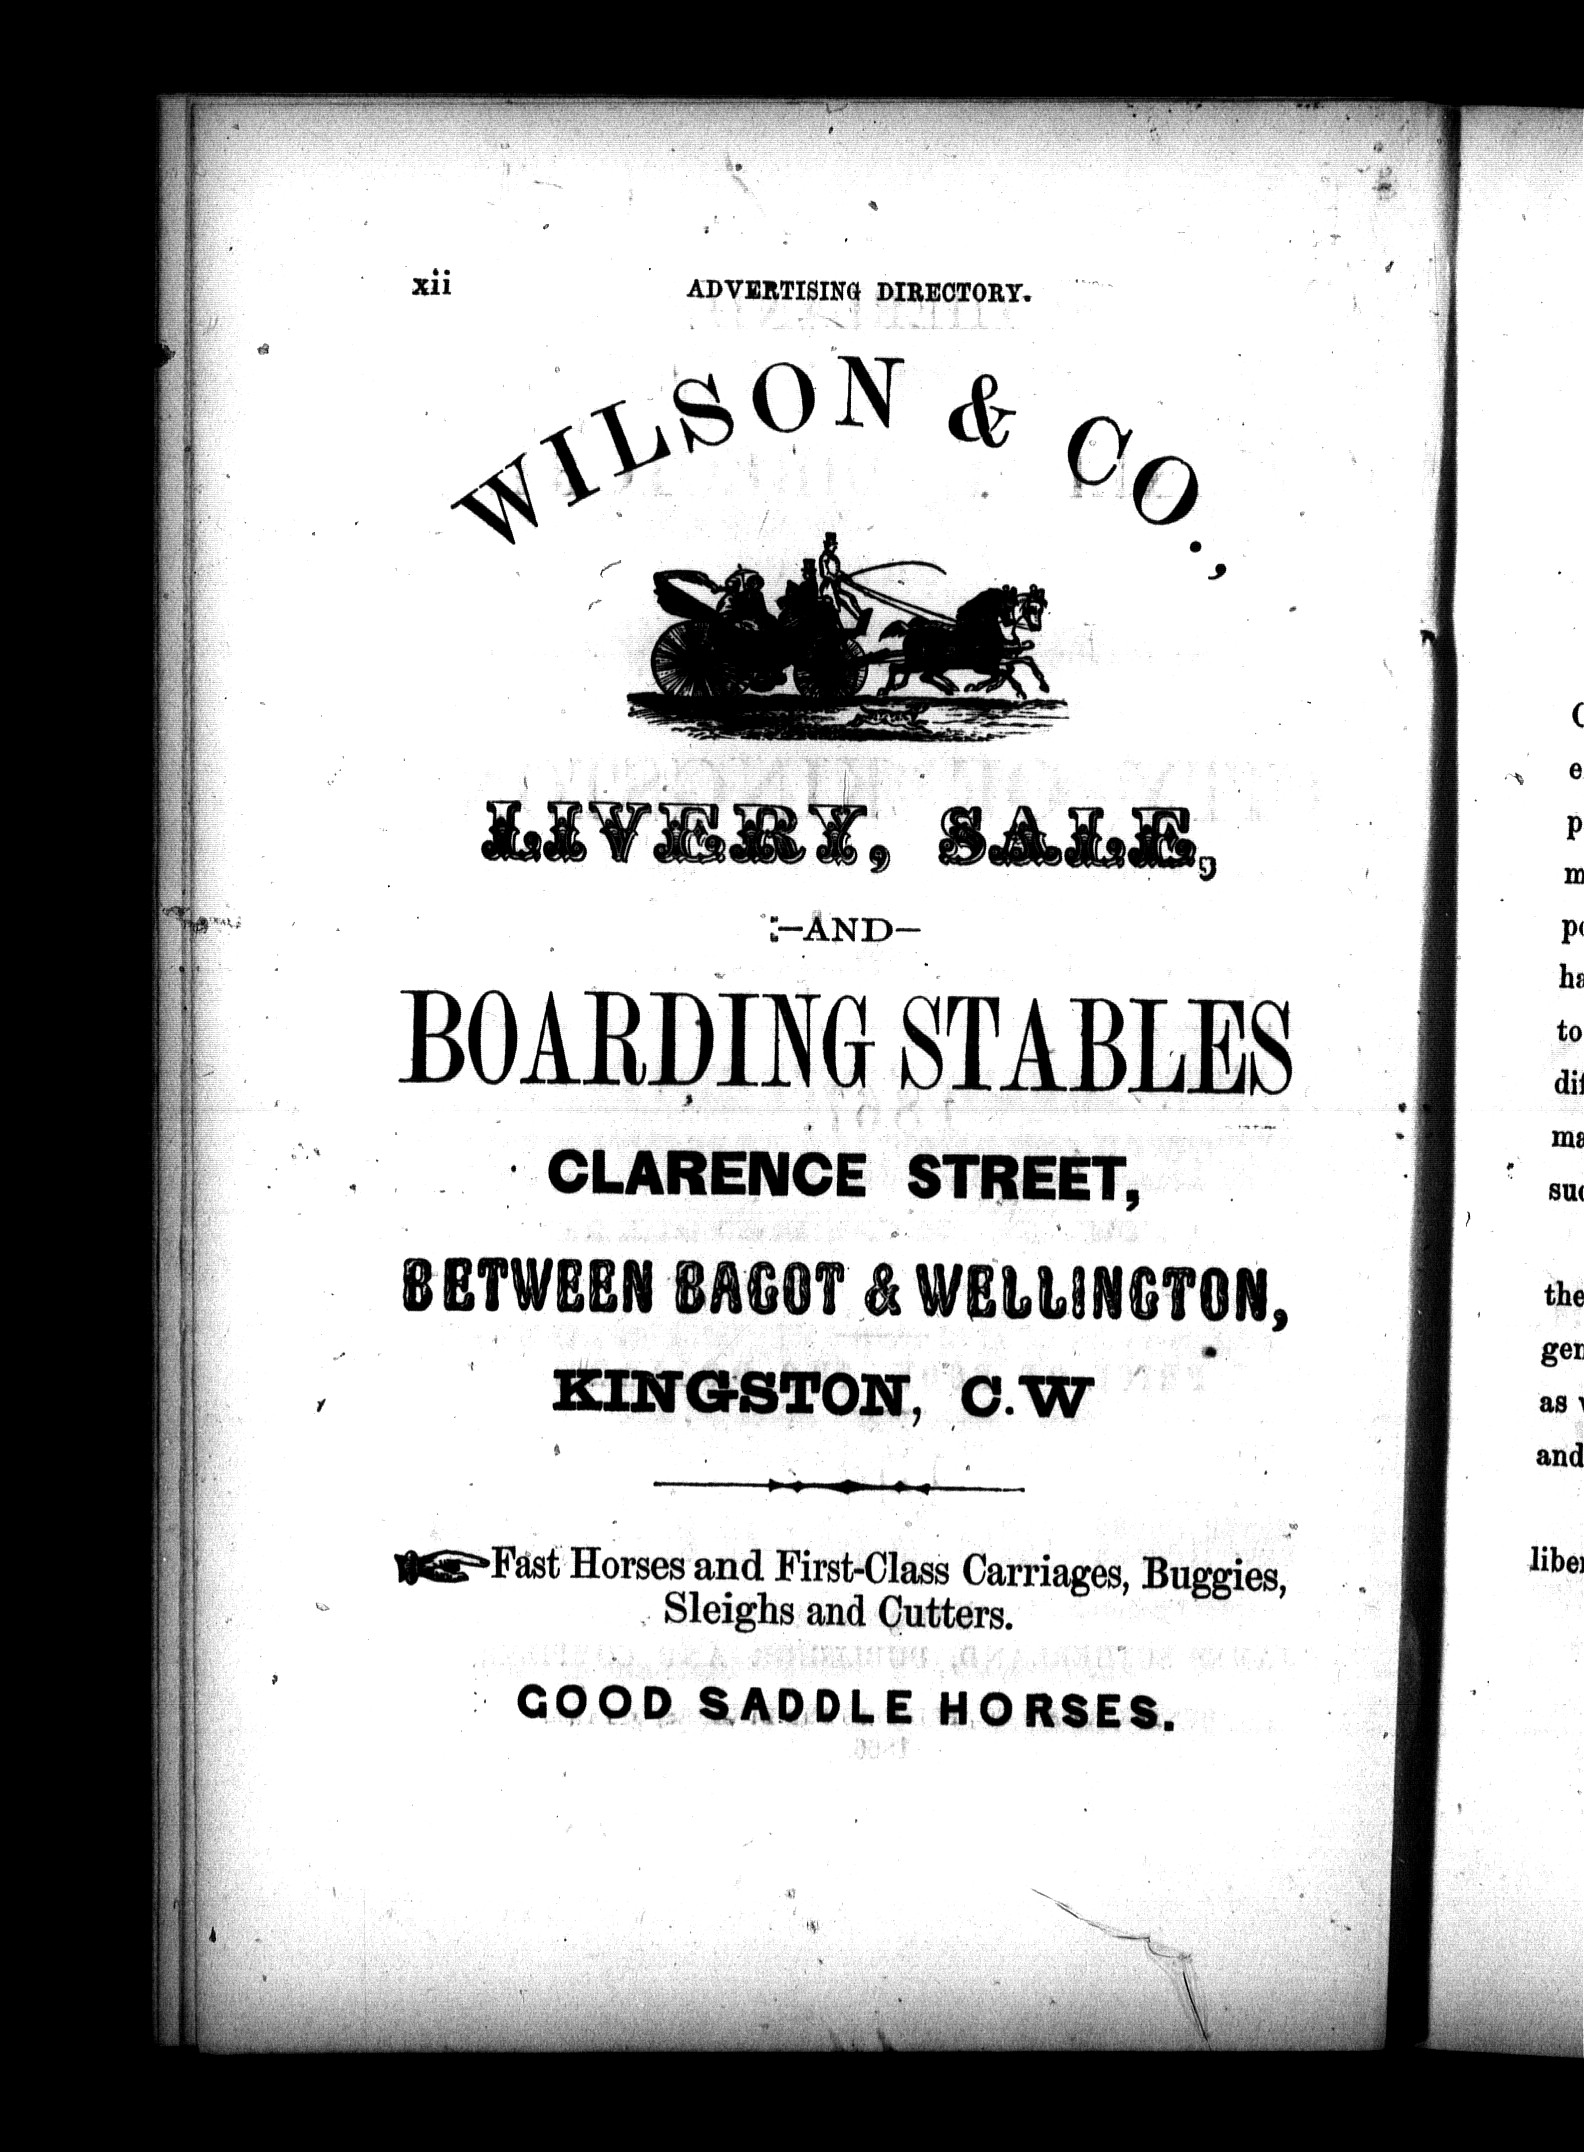 xii ADVERTISING DIRECTORY.
WILSON & CO.,
LIVERY, SALE,
—AND—
BOARDING STABLES
CLARENCE STREET,
BETWEEN BAGOT & WELLINGTON,
KINGSTON, C.W
Fast Horses and First-Class Carriages, Buggies,
Sleighs and Cutters.
GOOD SADDLE HORSES.